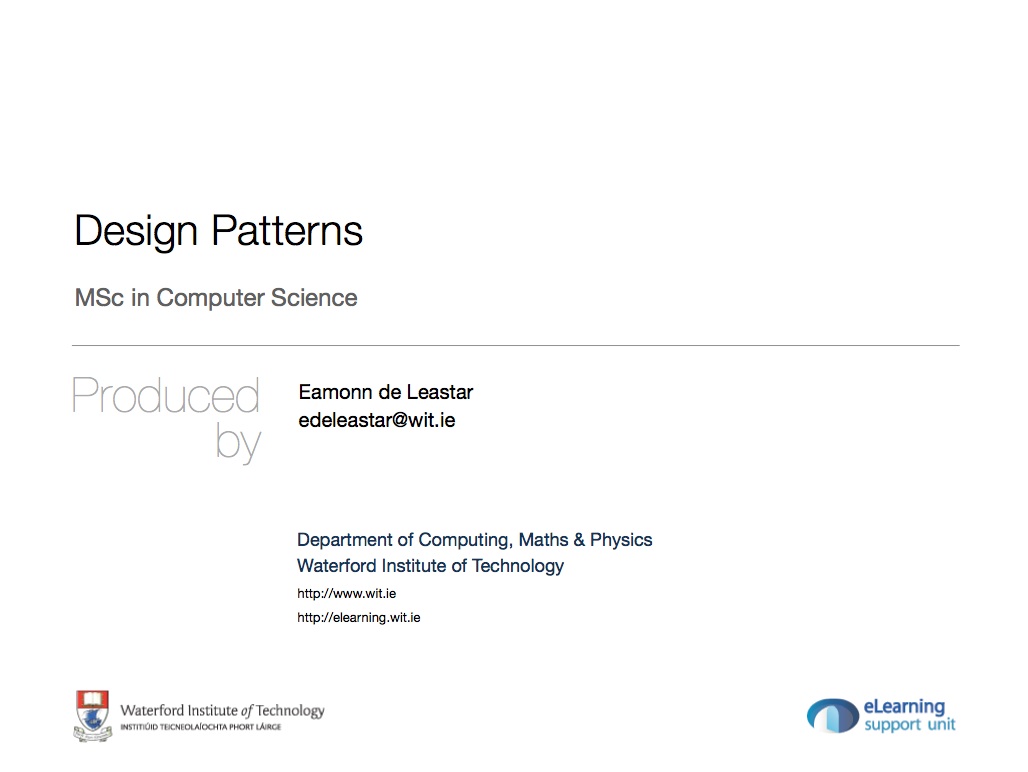 Design Patterns
MSc in Computer Science
Produced
by
Eamonn de Leastar
edeleastar@wit.ie
Department of Computing, Maths & Physics
Waterford Institute of Technology
http://www.wit.ie
http://elearning.wit.ie
Waterford Institute of Technology
INSTITIÚID TEICNEOLAÍOCHTA PHORT LÁIRGE
eLearning
support unit